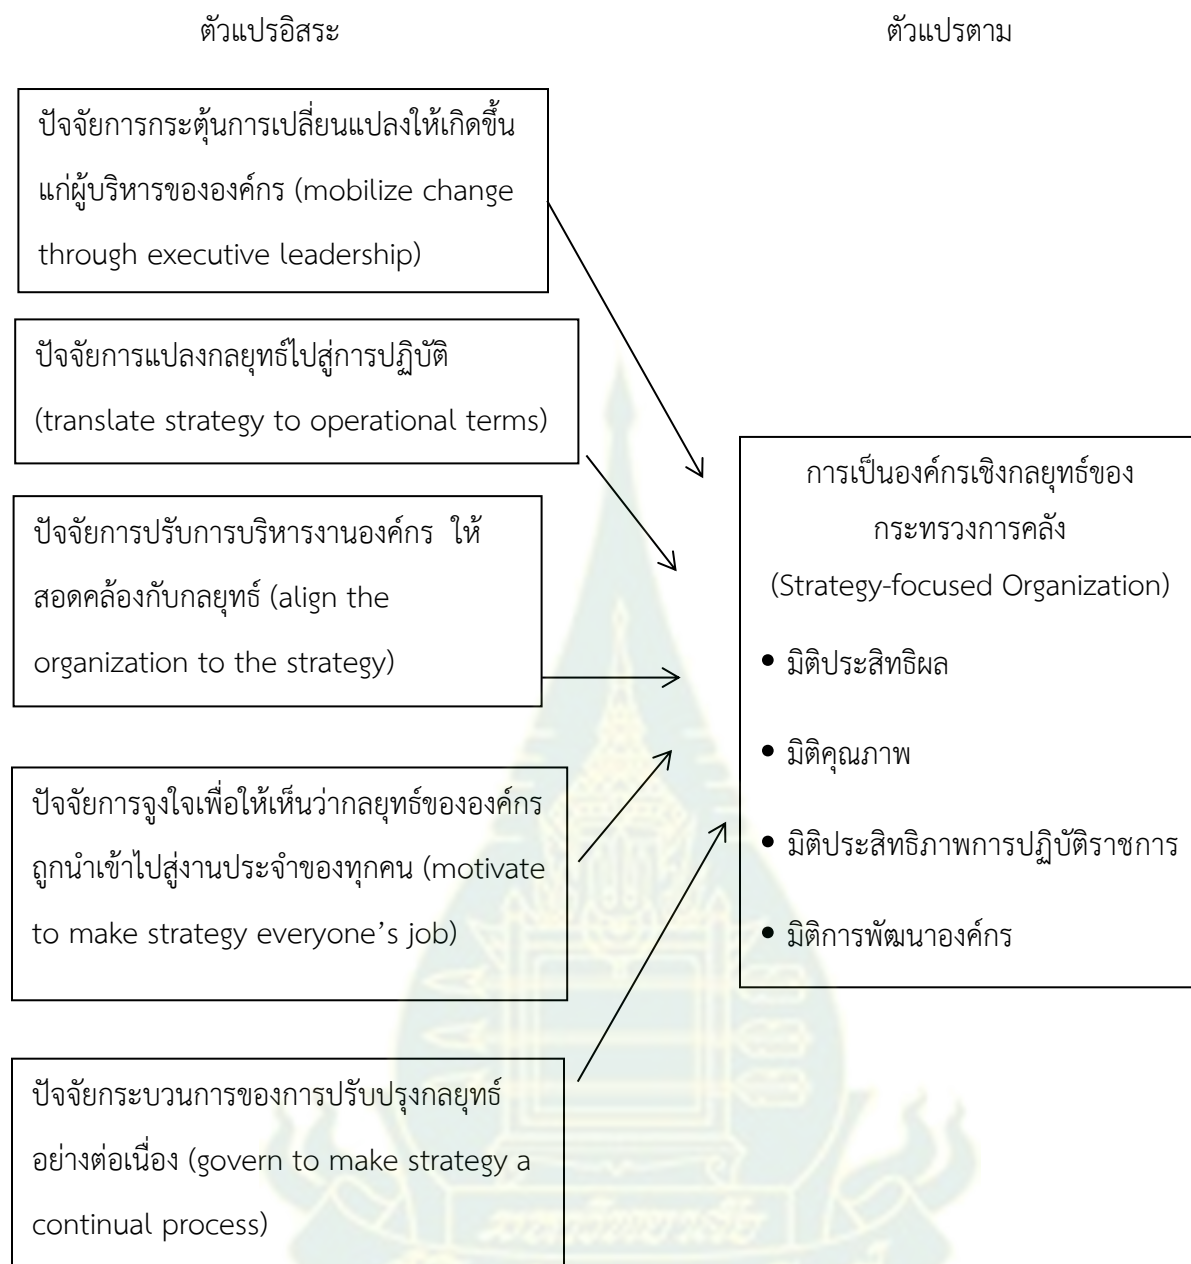 ตัวแปรอิสระ
ตัวแปรตาม
ปัจจัยการกระตุ้นการเปลี่ยนแปลงให้เกิดขึ้น
แก่ผู้บริหารขององค์กร (mobilize change
through executive leadership)
ปัจจัยการแปลงกลยุทธ์ไปสู่การปฏิบัติ
(translate strategy to operational terms)
ปัจจัยการปรับการบริหารงานองค์กร ให้
สอดคล้องกับกลยุทธ์ (align the
organization to the strategy)
ปัจจัยการจูงใจเพื่อให้เห็นว่ากลยุทธ์ขององค์กร
ถูกนำเข้าไปสู่งานประจำของทุกคน (motivate
to make strategy everyone’s job)
ปัจจัยกระบวนการของการปรับปรุงกลยุทธ์
อย่างต่อเนื่อง (govern to make strategy a
continual process)
การเป็นองค์กรเชิงกลยุทธ์ของ
กระทรวงการคลัง
(Strategy-focused Organization)
• มิติประสิทธิผล
• มิติคุณภาพ
• มิติประสิทธิภาพการปฏิบัติราชการ
• มิติการพัฒนาองค์กร